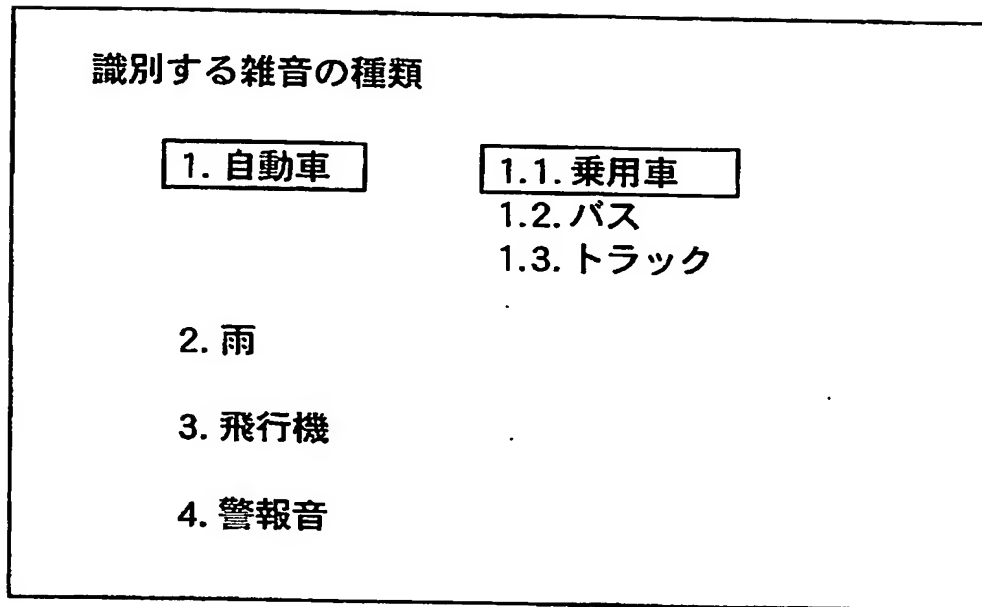 識別する雑音の種類
1. 自動車
1.1. 乗用車
1.2. バス
1.3. トラック
2. 雨
3. 飛行機
4. 警報音